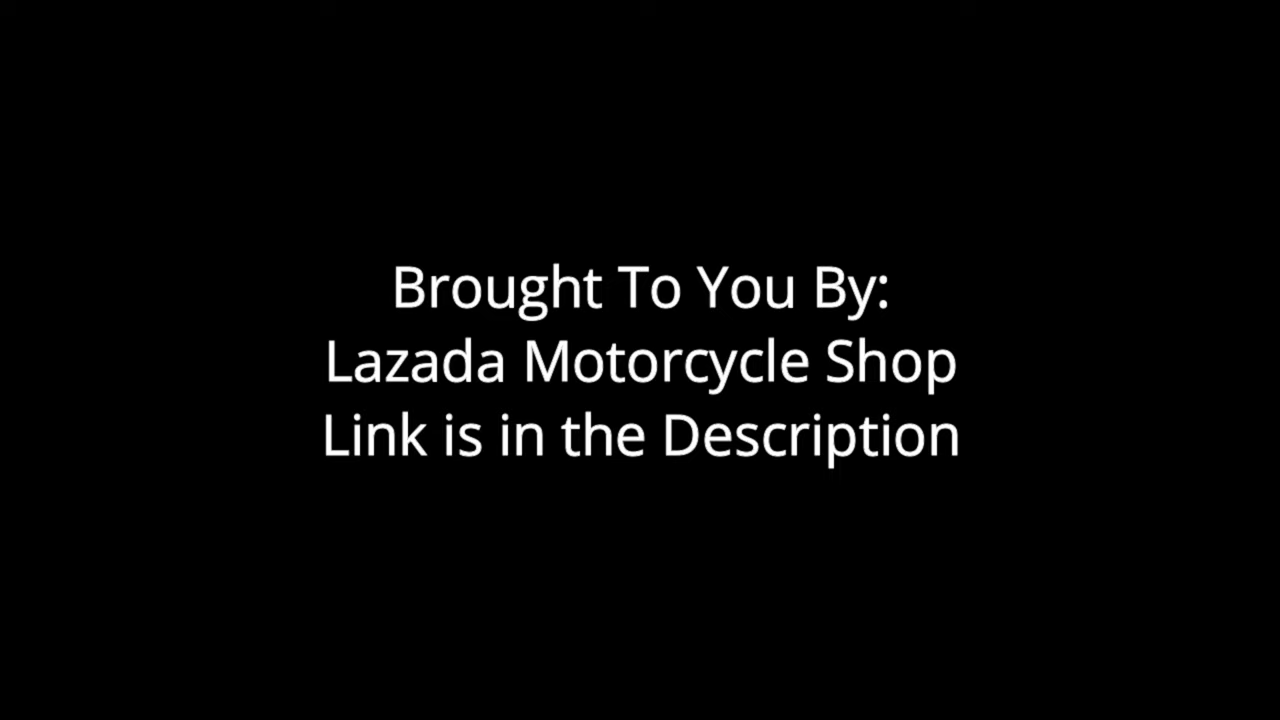 Brought To You By:
Lazada Motorcycle Shop
Link is in the Description